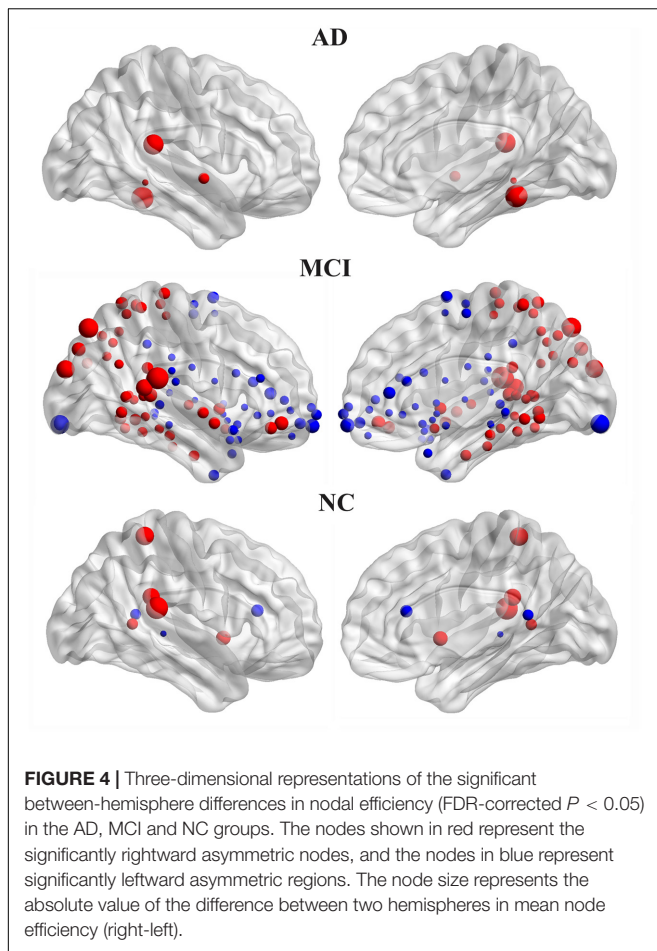 AD
MCI
NC
FIGURE 4 | Three-dimensional representations of the significant
between-hemisphere differences in nodal efficiency (FDR-corrected P < 0.05)
in the AD, MCI and NC groups. The nodes shown in red represent the
significantly rightward asymmetric nodes, and the nodes in blue represent
significantly leftward asymmetric regions. The node size represents the
absolute value of the difference between two hemispheres in mean node
efficiency (right-left).